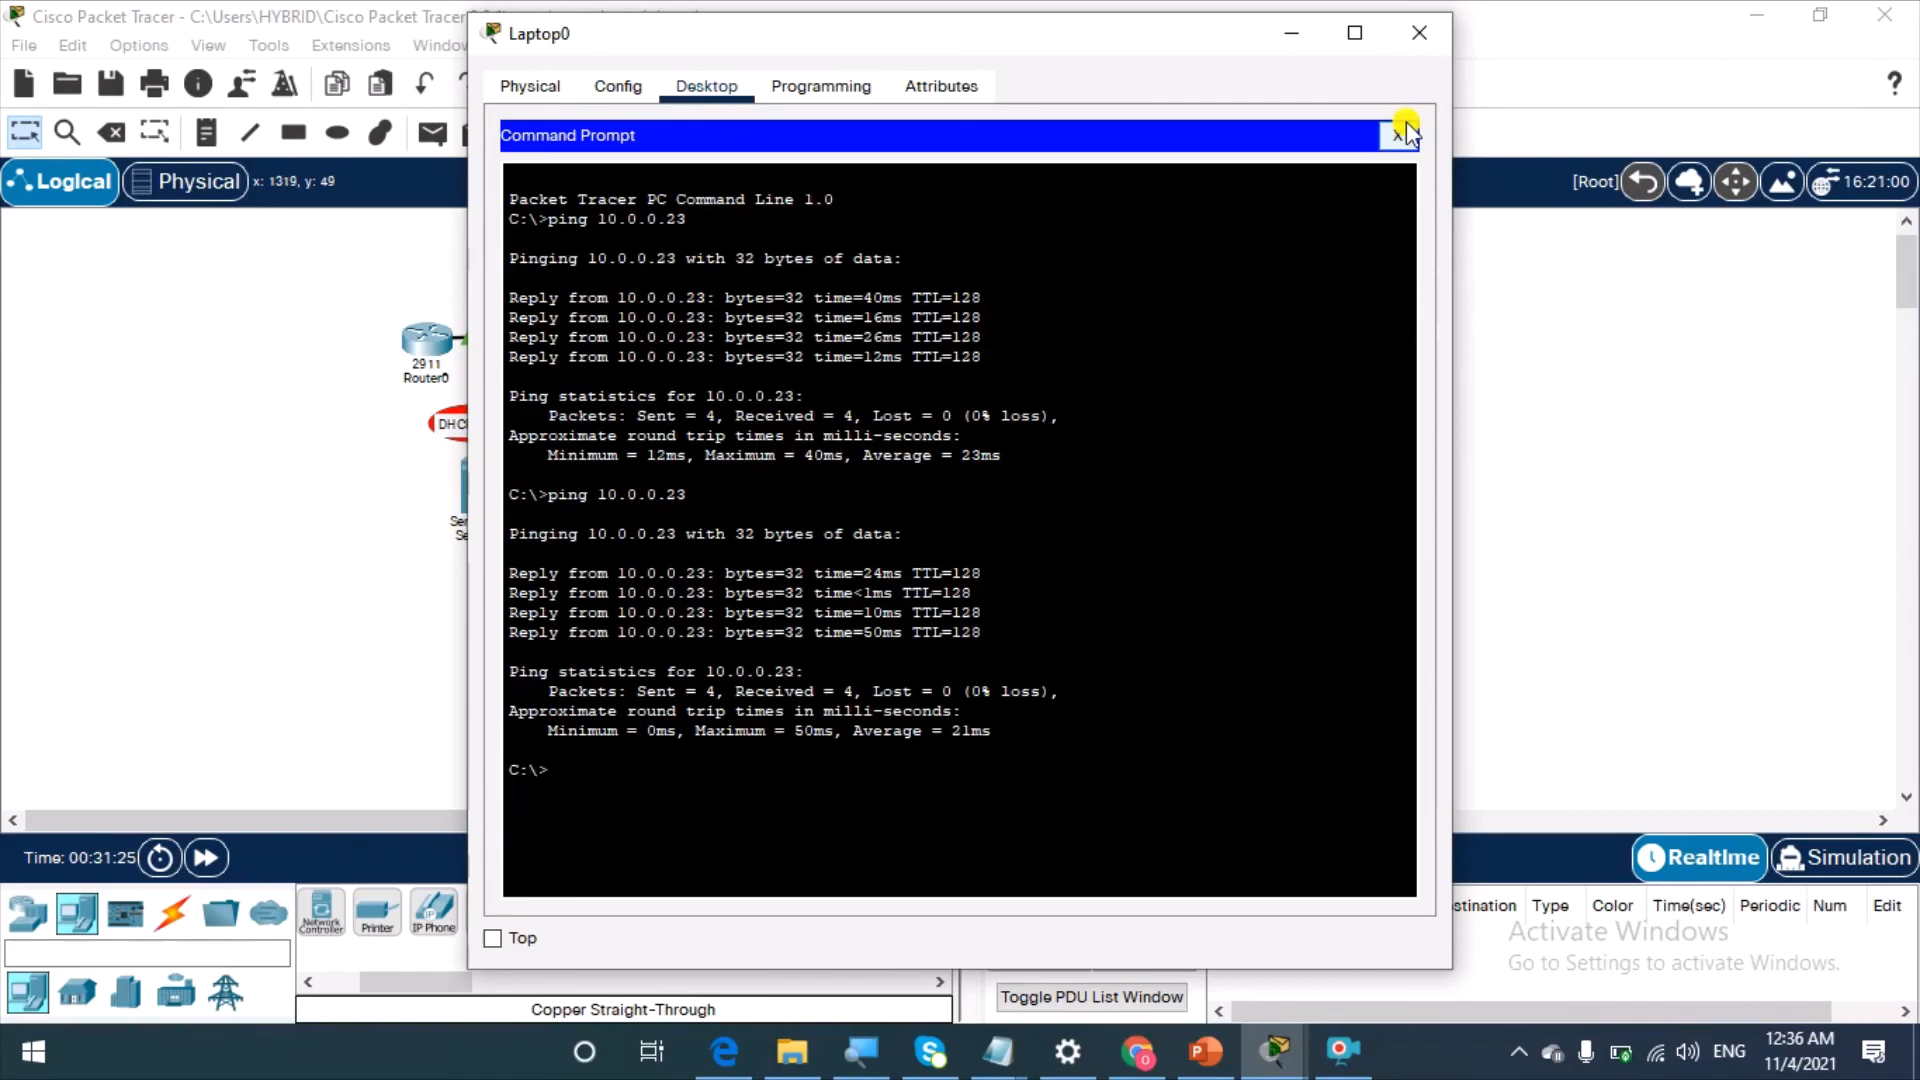 Cisco Packet Tracer - C:\Users\HYBRID\Cisco Packet Tracer
File Edit Options View Tools Extensions Window
Logical Physical x: 1319, y: 49
[Root] 16:21:00
Laptop0
Physical Config Desktop Programming Attributes
Command Prompt X
Packet Tracer PC Command Line 1.0
C:\>ping 10.0.0.23
Pinging 10.0.0.23 with 32 bytes of data:
Reply from 10.0.0.23: bytes=32 time=40ms TTL=128
Reply from 10.0.0.23: bytes=32 time=16ms TTL=128
Reply from 10.0.0.23: bytes=32 time=26ms TTL=128
Reply from 10.0.0.23: bytes=32 time=12ms TTL=128
Ping statistics for 10.0.0.23:
Packets: Sent = 4, Received = 4, Lost = 0 (0% loss),
Approximate round trip times in milli-seconds:
Minimum = 12ms, Maximum = 40ms, Average = 23ms
C:\>ping 10.0.0.23
Pinging 10.0.0.23 with 32 bytes of data:
Reply from 10.0.0.23: bytes=32 time=24ms TTL=128
Reply from 10.0.0.23: bytes=32 time<1ms TTL=128
Reply from 10.0.0.23: bytes=32 time=10ms TTL=128
Reply from 10.0.0.23: bytes=32 time=50ms TTL=128
Ping statistics for 10.0.0.23:
Packets: Sent = 4, Received = 4, Lost = 0 (0% loss),
Approximate round trip times in milli-seconds:
Minimum = 0ms, Maximum = 50ms, Average = 21ms
C:\>
Top
2911
Router0
DHC
Ser
Se
Time: 00:31:25
Realtime Simulation
Network Controller Printer IP Phone
Copper Straight-Through
Toggle PDU List Window
stination Type Color Time(sec) Periodic Num Edit
Activate Windows
Go to Settings to activate Windows.
ENG
12:36 AM
11/4/2021